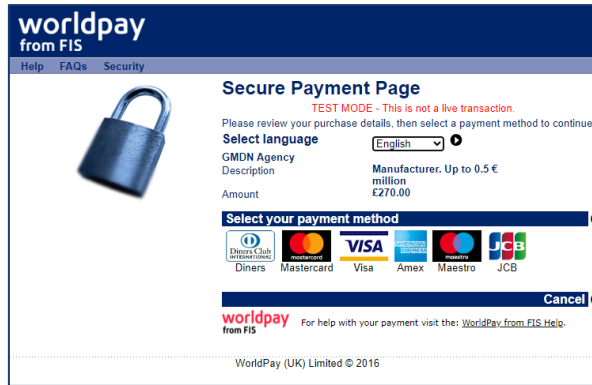 worldpay
from FIS
Help FAQs Security
Secure Payment Page
TEST MODE - This is not a live transaction.
Please review your purchase details, then select a payment method to continue
Select language English
GMDN Agency
Description Manufacturer. Up to 0.5 €
million
Amount £270.00
Select your payment method
Diners Club
INTERNATIONAL
mastercard
VISA
AMERICAN
EXPRESS
maestro
JCB
Diners Mastercard Visa Amex Maestro JCB
Cancel
worldpay
from FIS
For help with your payment visit the: WorldPay from FIS Help.
WorldPay (UK) Limited © 2016